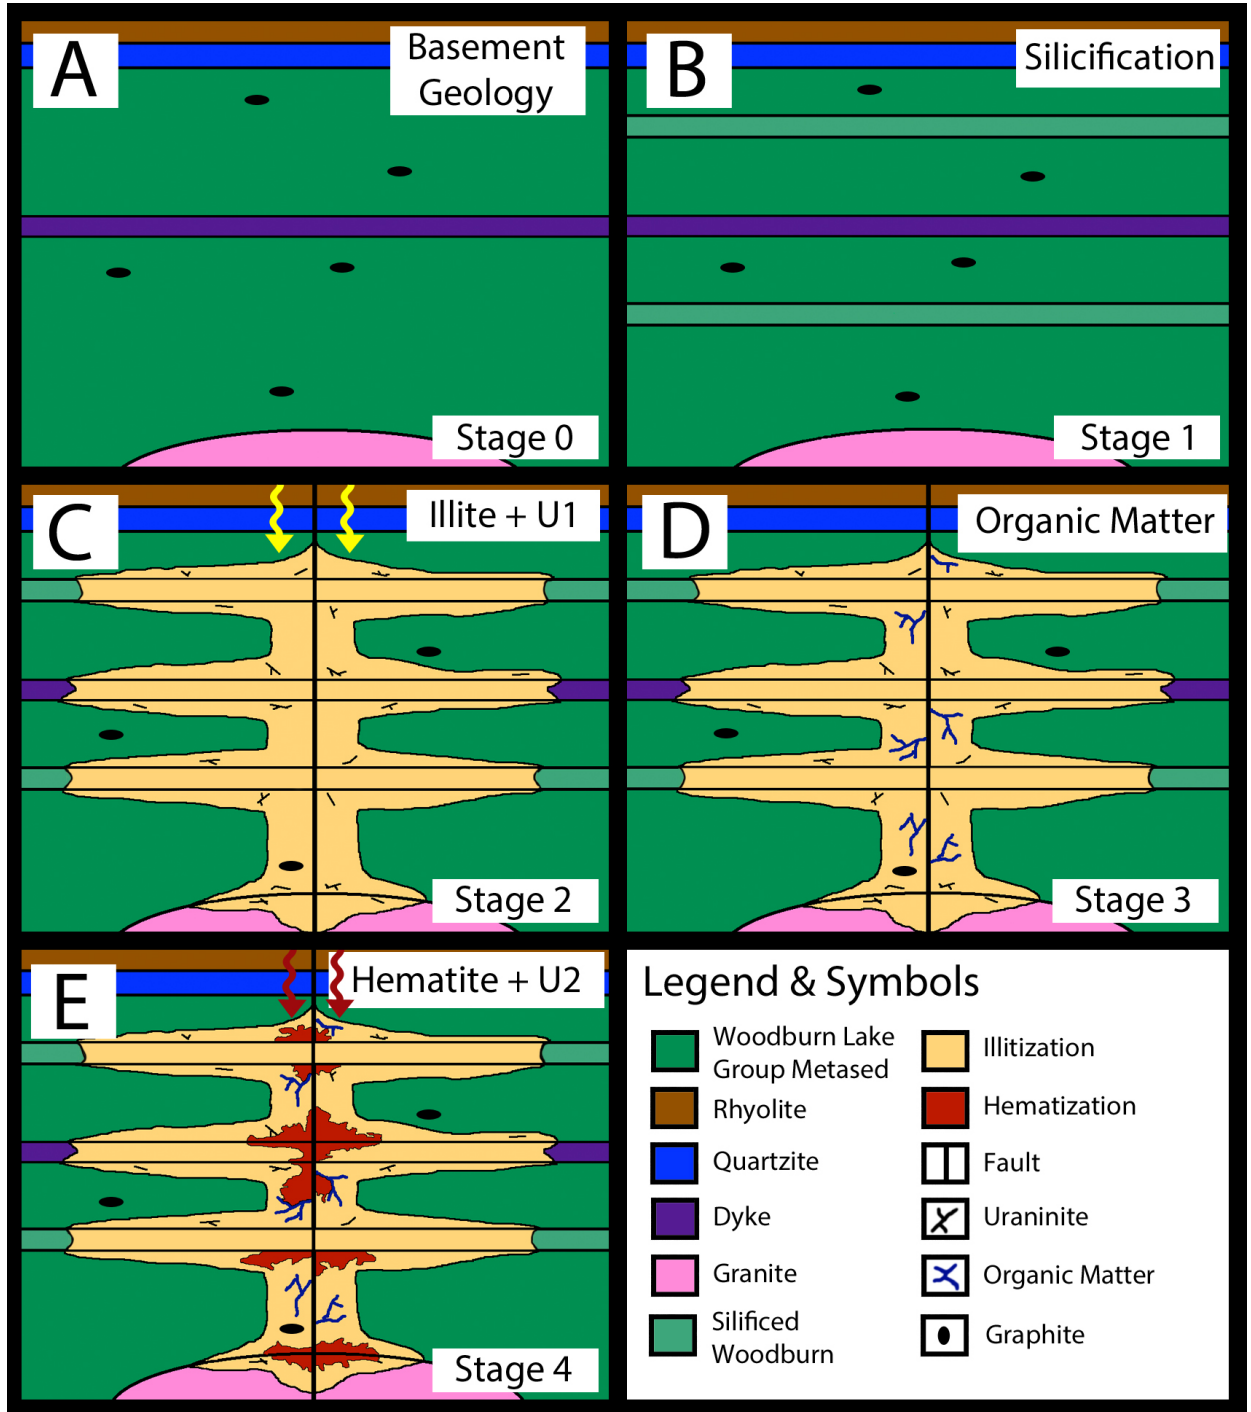 A
Basement
Geology
Stage 0
B
Silicification
Stage 1
C
Illite + U1
Stage 2
D
Organic Matter
Stage 3
E
Hematite + U2
Stage 4
Legend & Symbols
Woodburn Lake
Group Metased
Rhyolite
Quartzite
Dyke
Granite
Silificed
Woodburn
Illitization
Hematization
Fault
Uraninite
Organic Matter
Graphite